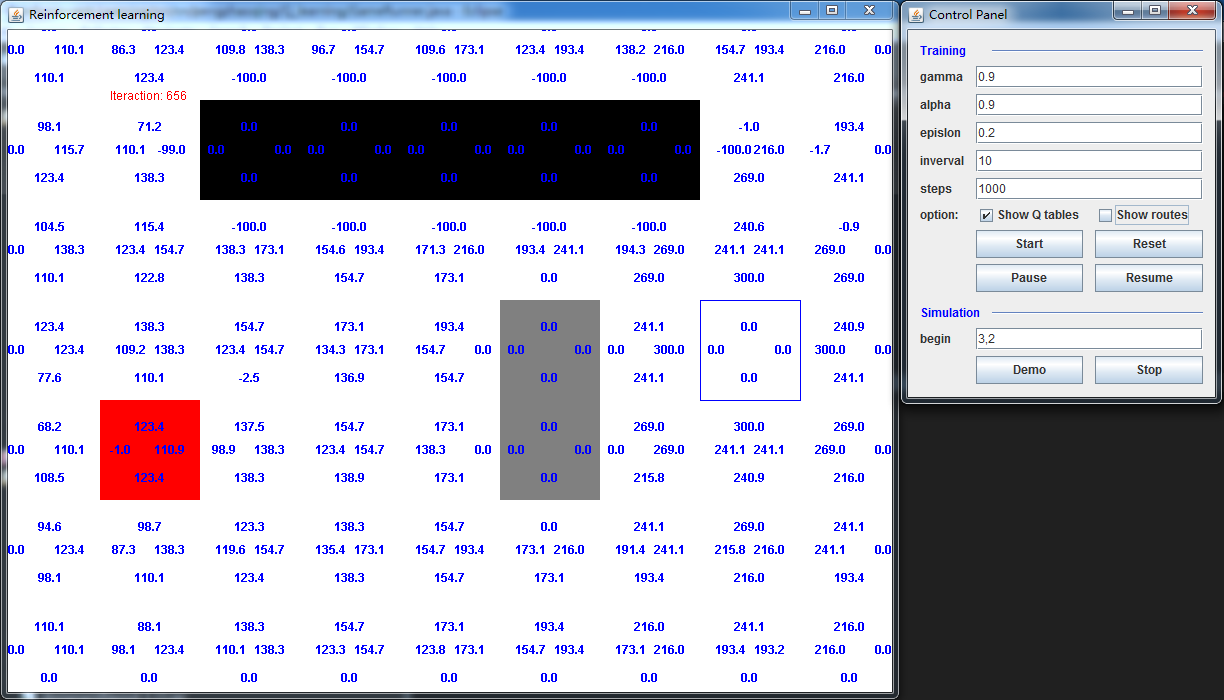 Reinforcement learning
0.0 110.1 86.3 123.4 109.8 138.3 96.7 154.7 109.6 173.1 123.4 193.4 138.2 216.0 154.7 193.4 216.0 0.0
110.1 123.4 -100.0 -100.0 -100.0 -100.0 -100.0 241.1 216.0
Iteraction: 656
98.1 71.2 0.0 0.0 0.0 0.0 0.0 -1.0 193.4
0.0 115.7 110.1 -99.0 0.0 0.0 0.0 0.0 0.0 0.0 0.0 0.0 0.0 0.0 -100.0 216.0 -1.7 0.0
123.4 138.3 0.0 0.0 0.0 0.0 0.0 269.0 241.1
104.5 115.4 -100.0 -100.0 -100.0 -100.0 -100.0 240.6 -0.9
0.0 138.3 123.4 154.7 138.3 173.1 154.6 193.4 171.3 216.0 193.4 241.1 194.3 269.0 241.1 241.1 269.0 0.0
110.1 122.8 138.3 154.7 173.1 0.0 269.0 300.0 269.0
123.4 138.3 154.7 173.1 193.4 0.0 241.1 0.0 240.9
0.0 123.4 109.2 138.3 123.4 154.7 134.3 173.1 154.7 0.0 0.0 0.0 0.0 300.0 0.0 0.0 300.0 0.0
77.6 110.1 -2.5 136.9 154.7 0.0 241.1 0.0 241.1
68.2 123.4 137.5 154.7 173.1 0.0 269.0 300.0 269.0
0.0 110.1 -1.0 110.9 98.9 138.3 123.4 154.7 138.3 0.0 0.0 0.0 0.0 269.0 241.1 241.1 269.0 0.0
108.5 123.4 138.3 138.9 173.1 0.0 215.8 240.9 216.0
94.6 98.7 123.3 138.3 154.7 0.0 241.1 269.0 241.1
0.0 123.4 87.3 138.3 119.6 154.7 135.4 173.1 154.7 193.4 173.1 216.0 191.4 241.1 215.8 216.0 241.1 0.0
98.1 110.1 123.4 138.3 154.7 173.1 193.4 216.0 193.4
110.1 88.1 138.3 154.7 173.1 193.4 216.0 241.1 216.0
0.0 110.1 98.1 123.4 110.1 138.3 123.3 154.7 123.8 173.1 154.7 193.4 173.1 216.0 193.4 193.2 216.0 0.0
0.0 0.0 0.0 0.0 0.0 0.0 0.0 0.0 0.0
Control Panel
Training
gamma 0.9
alpha 0.9
epislon 0.2
inverval 10
steps 1000
option: Show Q tables Show routes
Start Reset
Pause Resume
Simulation
begin 3,2
Demo Stop